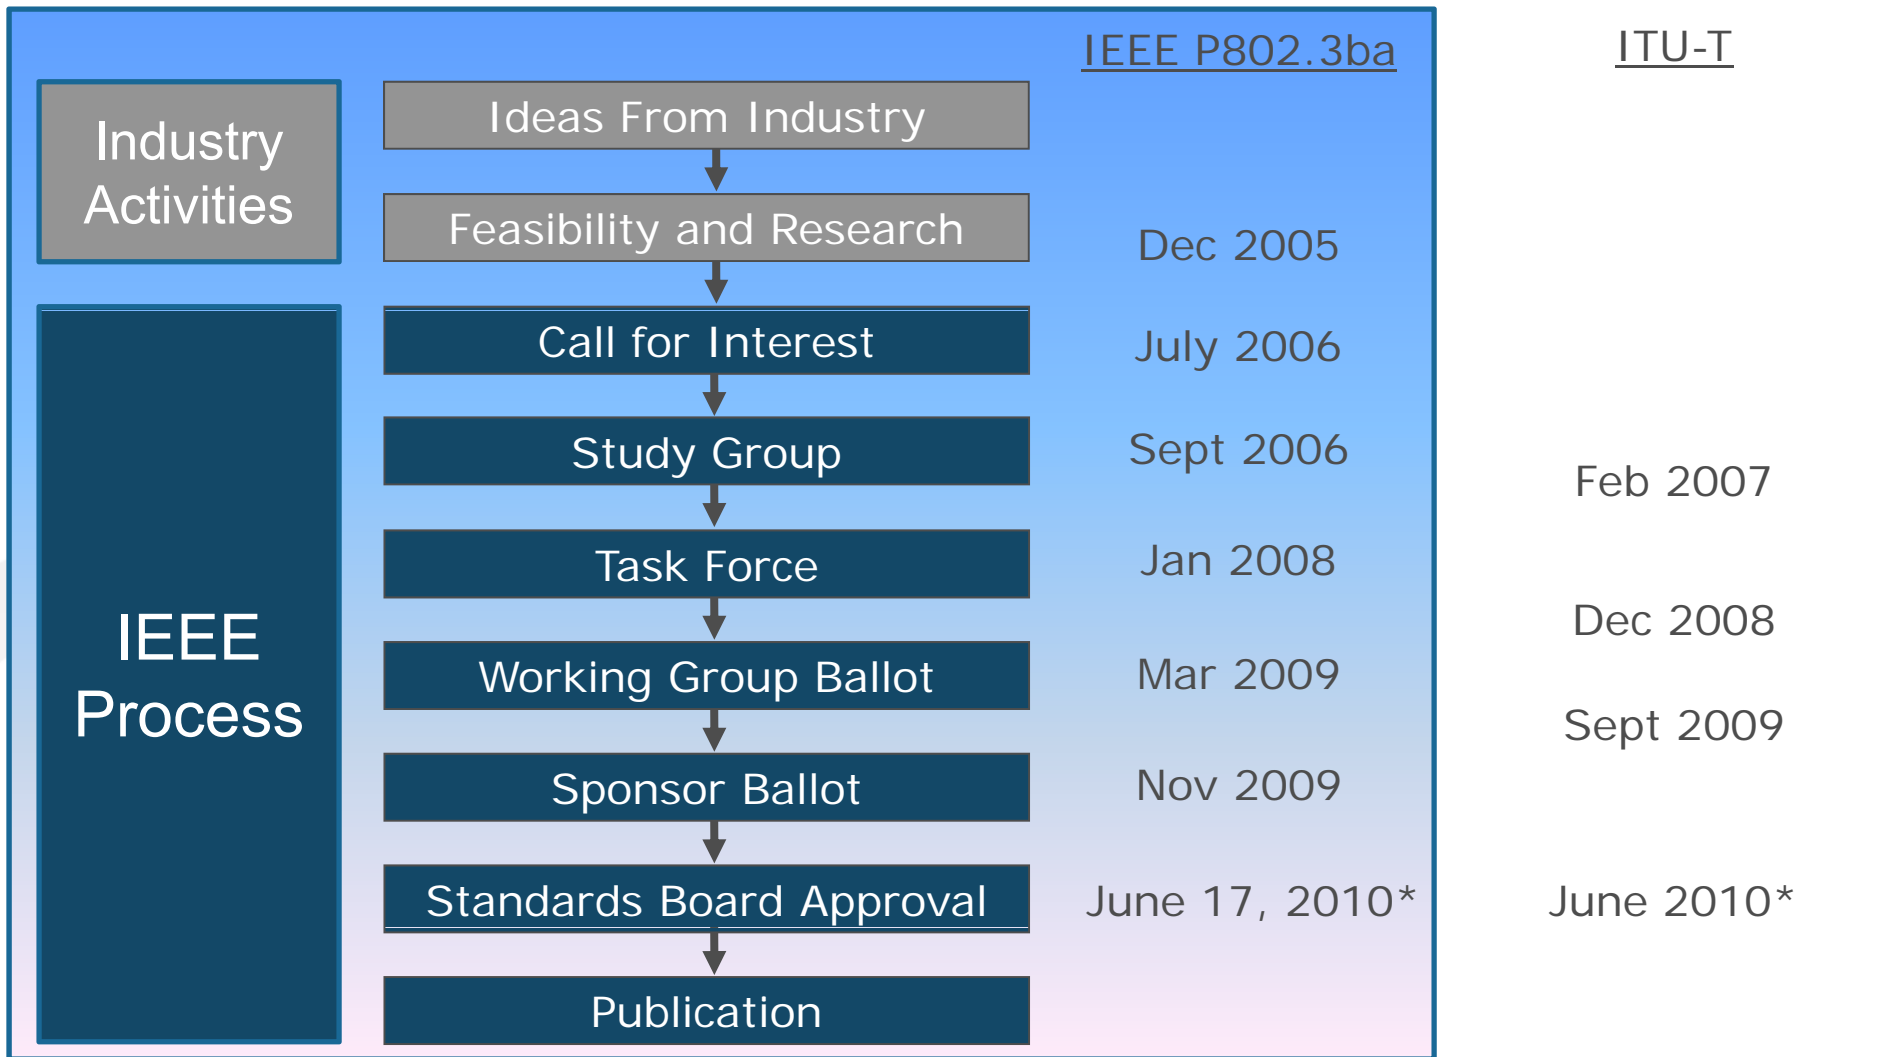 IEEE P802.3ba
ITU-T
Industry
Activities
Ideas From Industry
Feasibility and Research
Dec 2005
IEEE
Process
Call for Interest
July 2006
Study Group
Sept 2006
Feb 2007
Task Force
Jan 2008
Dec 2008
Working Group Ballot
Mar 2009
Sept 2009
Sponsor Ballot
Nov 2009
Standards Board Approval
June 17, 2010*
June 2010*
Publication